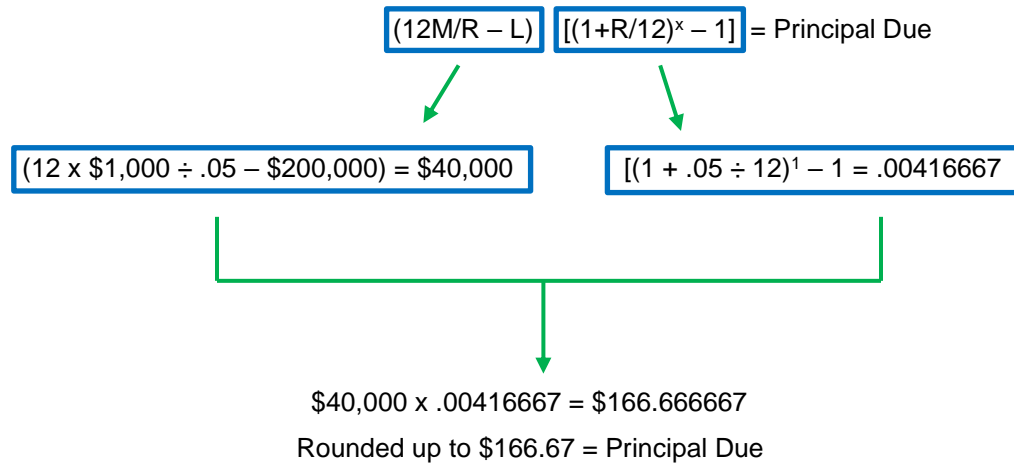 (12M/R – L) [(1+R/12)ˣ – 1] = Principal Due
(12 x $1,000 ÷ .05 – $200,000) = $40,000
[(1 + .05 ÷ 12)¹ – 1 = .00416667
$40,000 x .00416667 = $166.666667
Rounded up to $166.67 = Principal Due